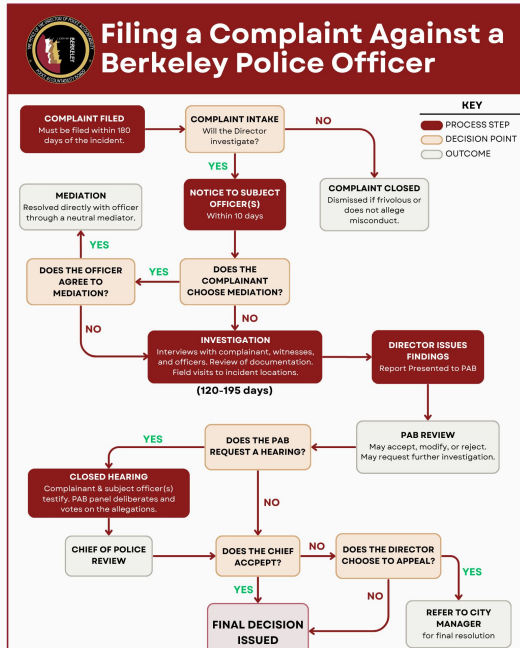 Filing a Complaint Against a
Berkeley Police Officer
BERKELEY
KEY
PROCESS STEP
DECISION POINT
OUTCOME
COMPLAINT FILED
Must be filed within 180
days of the incident.
COMPLAINT INTAKE
Will the Director
investigate?
NO
YES
COMPLAINT CLOSED
Dismissed if frivolous or
does not allege
misconduct.
NOTICE TO SUBJECT
OFFICER(S)
Within 10 days
MEDIATION
Resolved directly with officer
through a neutral mediator.
YES
DOES THE OFFICER
AGREE TO
MEDIATION?
YES
DOES THE
COMPLAINANT
CHOOSE MEDIATION?
NO
NO
INVESTIGATION
Interviews with complainant, witnesses,
and officers. Review of documentation.
Field visits to incident locations.
(120-195 days)
DIRECTOR ISSUES
FINDINGS
Report Presented to PAB
PAB REVIEW
May accept, modify, or reject.
May request further investigation.
DOES THE PAB
REQUEST A HEARING?
YES
NO
CLOSED HEARING
Complainant & subject officer(s)
testify. PAB panel deliberates and
votes on the allegations.
CHIEF OF POLICE
REVIEW
DOES THE CHIEF
ACCPEPT?
NO
DOES THE DIRECTOR
CHOOSE TO APPEAL?
YES
YES
NO
FINAL DECISION
ISSUED
REFER TO CITY
MANAGER
for final resolution